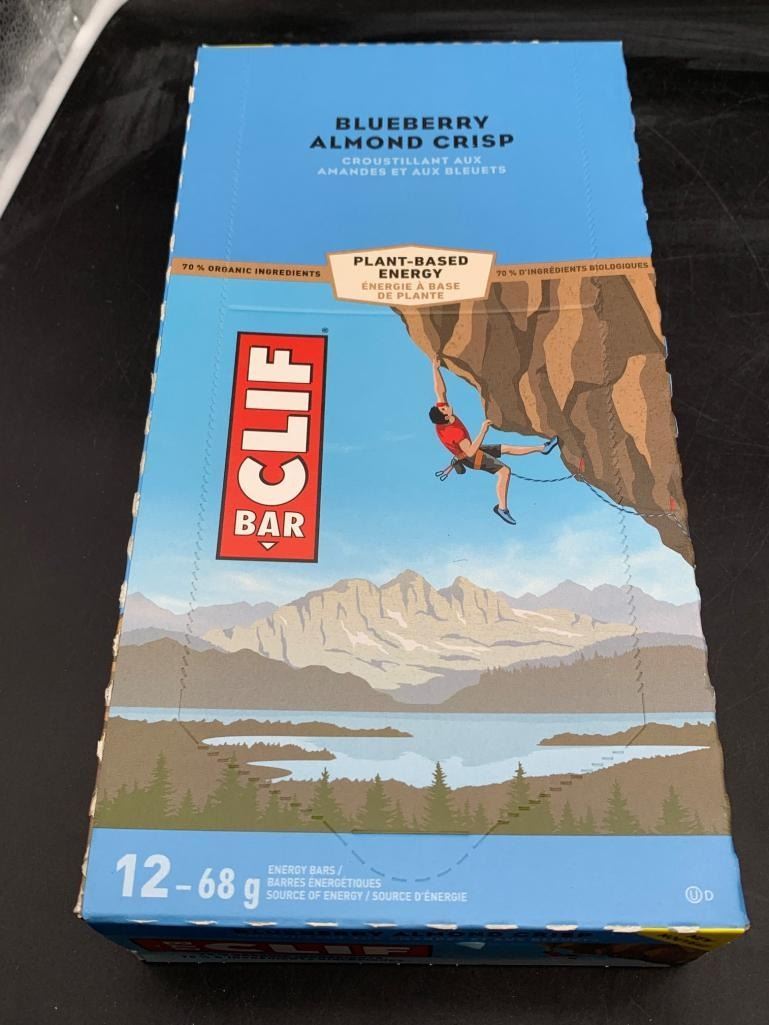 BLUEBERRY
ALMOND CRISP
CROUSTILLANT AUX
AMANDES ET AUX BLEUETS
70 % ORGANIC INGREDIENTS
PLANT-BASED
ENERGY
ÉNERGIE À BASE
DE PLANTE
70 % D'INGRÉDIENTS BIOLOGIQUES
CLIF®
BAR
12 – 68 g
ENERGY BARS /
BARRES ÉNERGÉTIQUES
SOURCE OF ENERGY / SOURCE D'ÉNERGIE
U D
CLIF